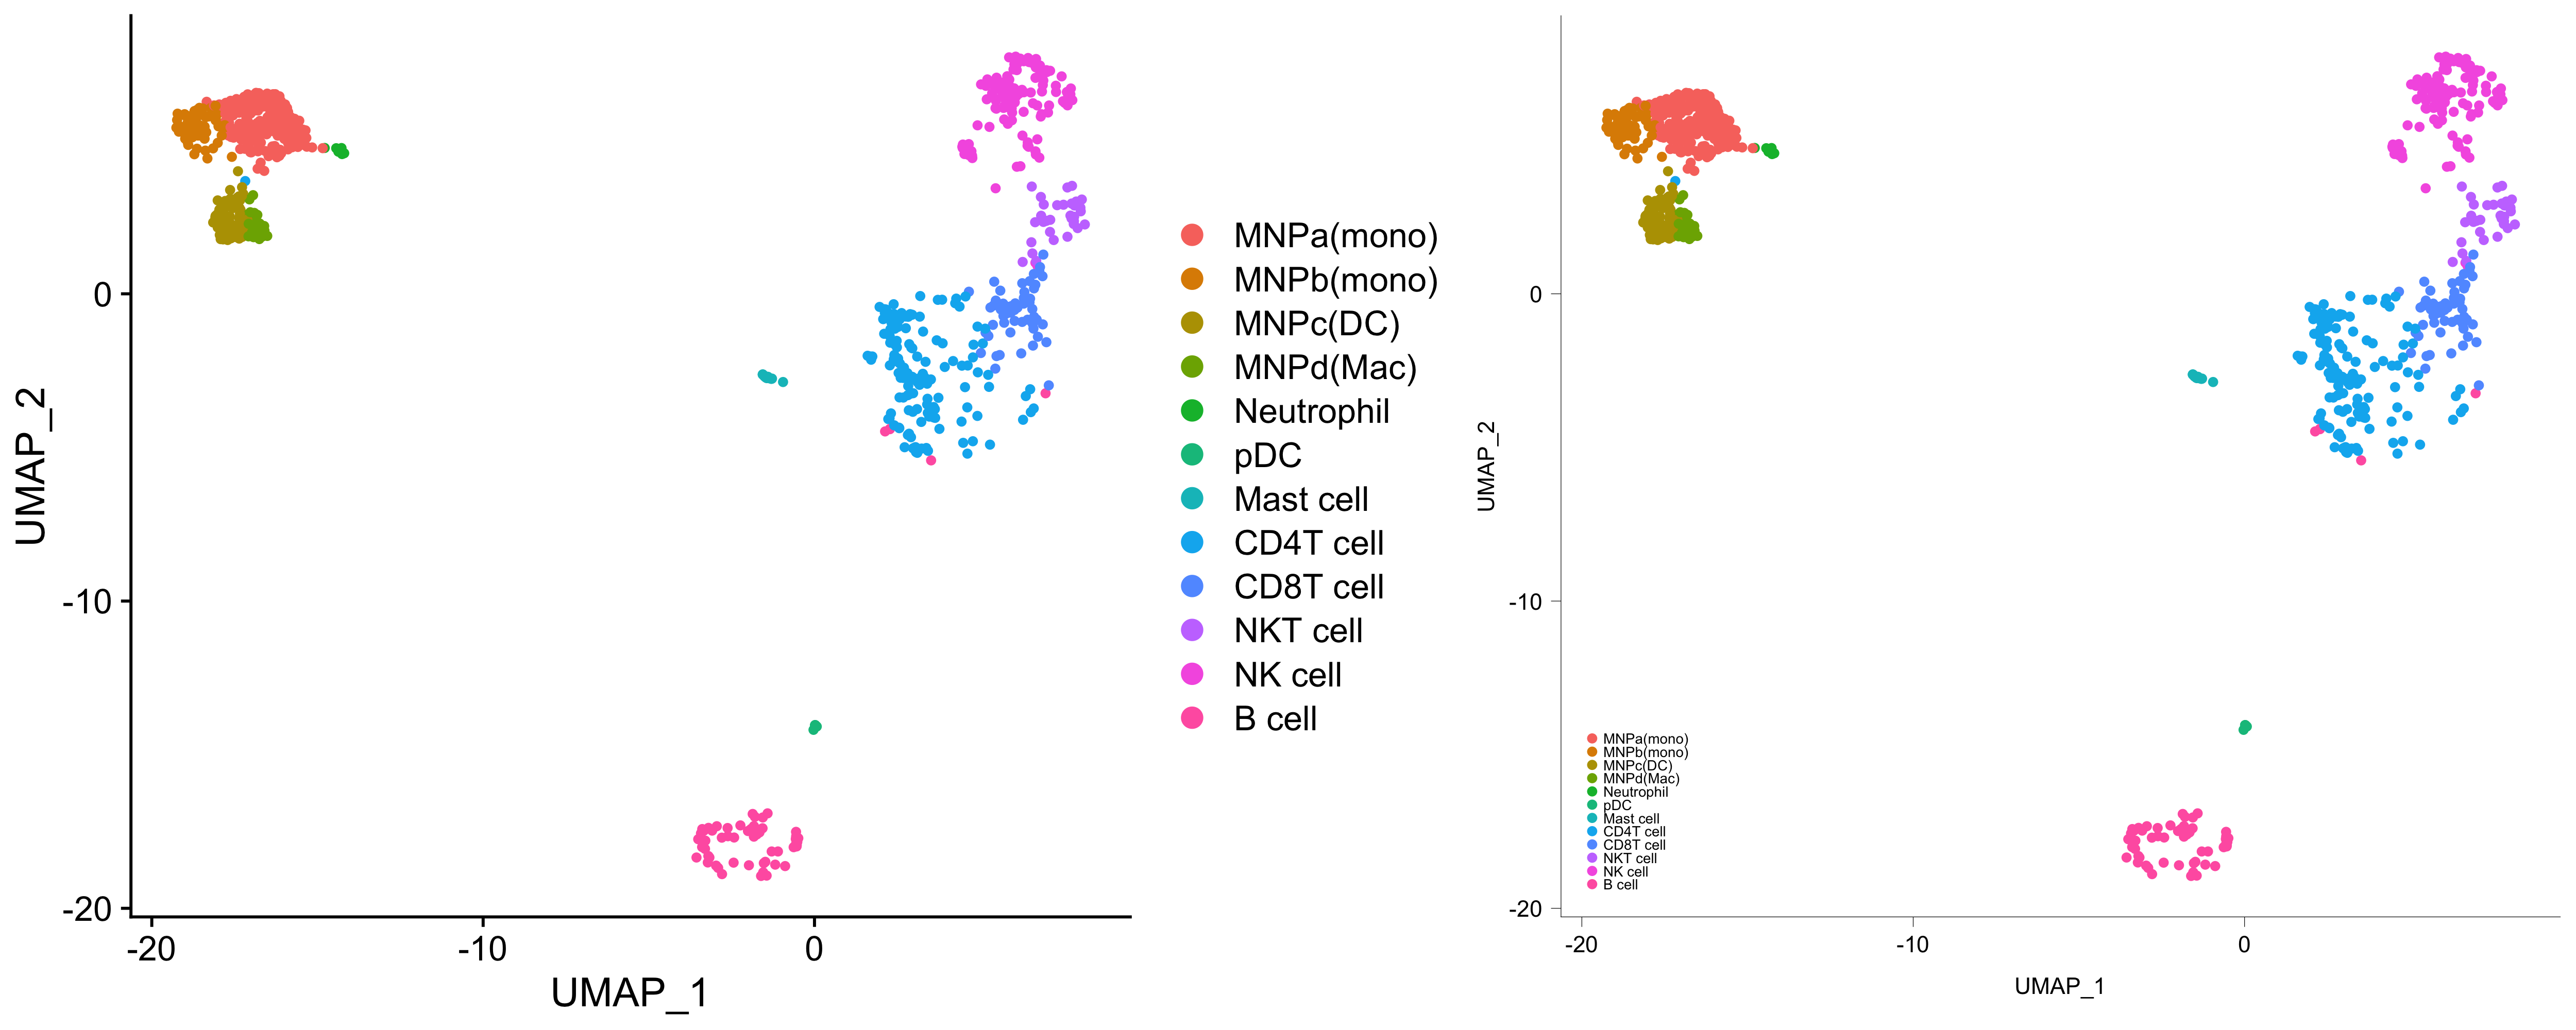 UMAP_2
0
-10
-20
-20
-10
0
UMAP_1
MNPa(mono)
MNPb(mono)
MNPc(DC)
MNPd(Mac)
Neutrophil
pDC
Mast cell
CD4T cell
CD8T cell
NKT cell
NK cell
B cell
UMAP_2
0
-10
-20
MNPa(mono)
MNPb(mono)
MNPc(DC)
MNPd(Mac)
Neutrophil
pDC
Mast cell
CD4T cell
CD8T cell
NKT cell
NK cell
B cell
-20
-10
0
UMAP_1